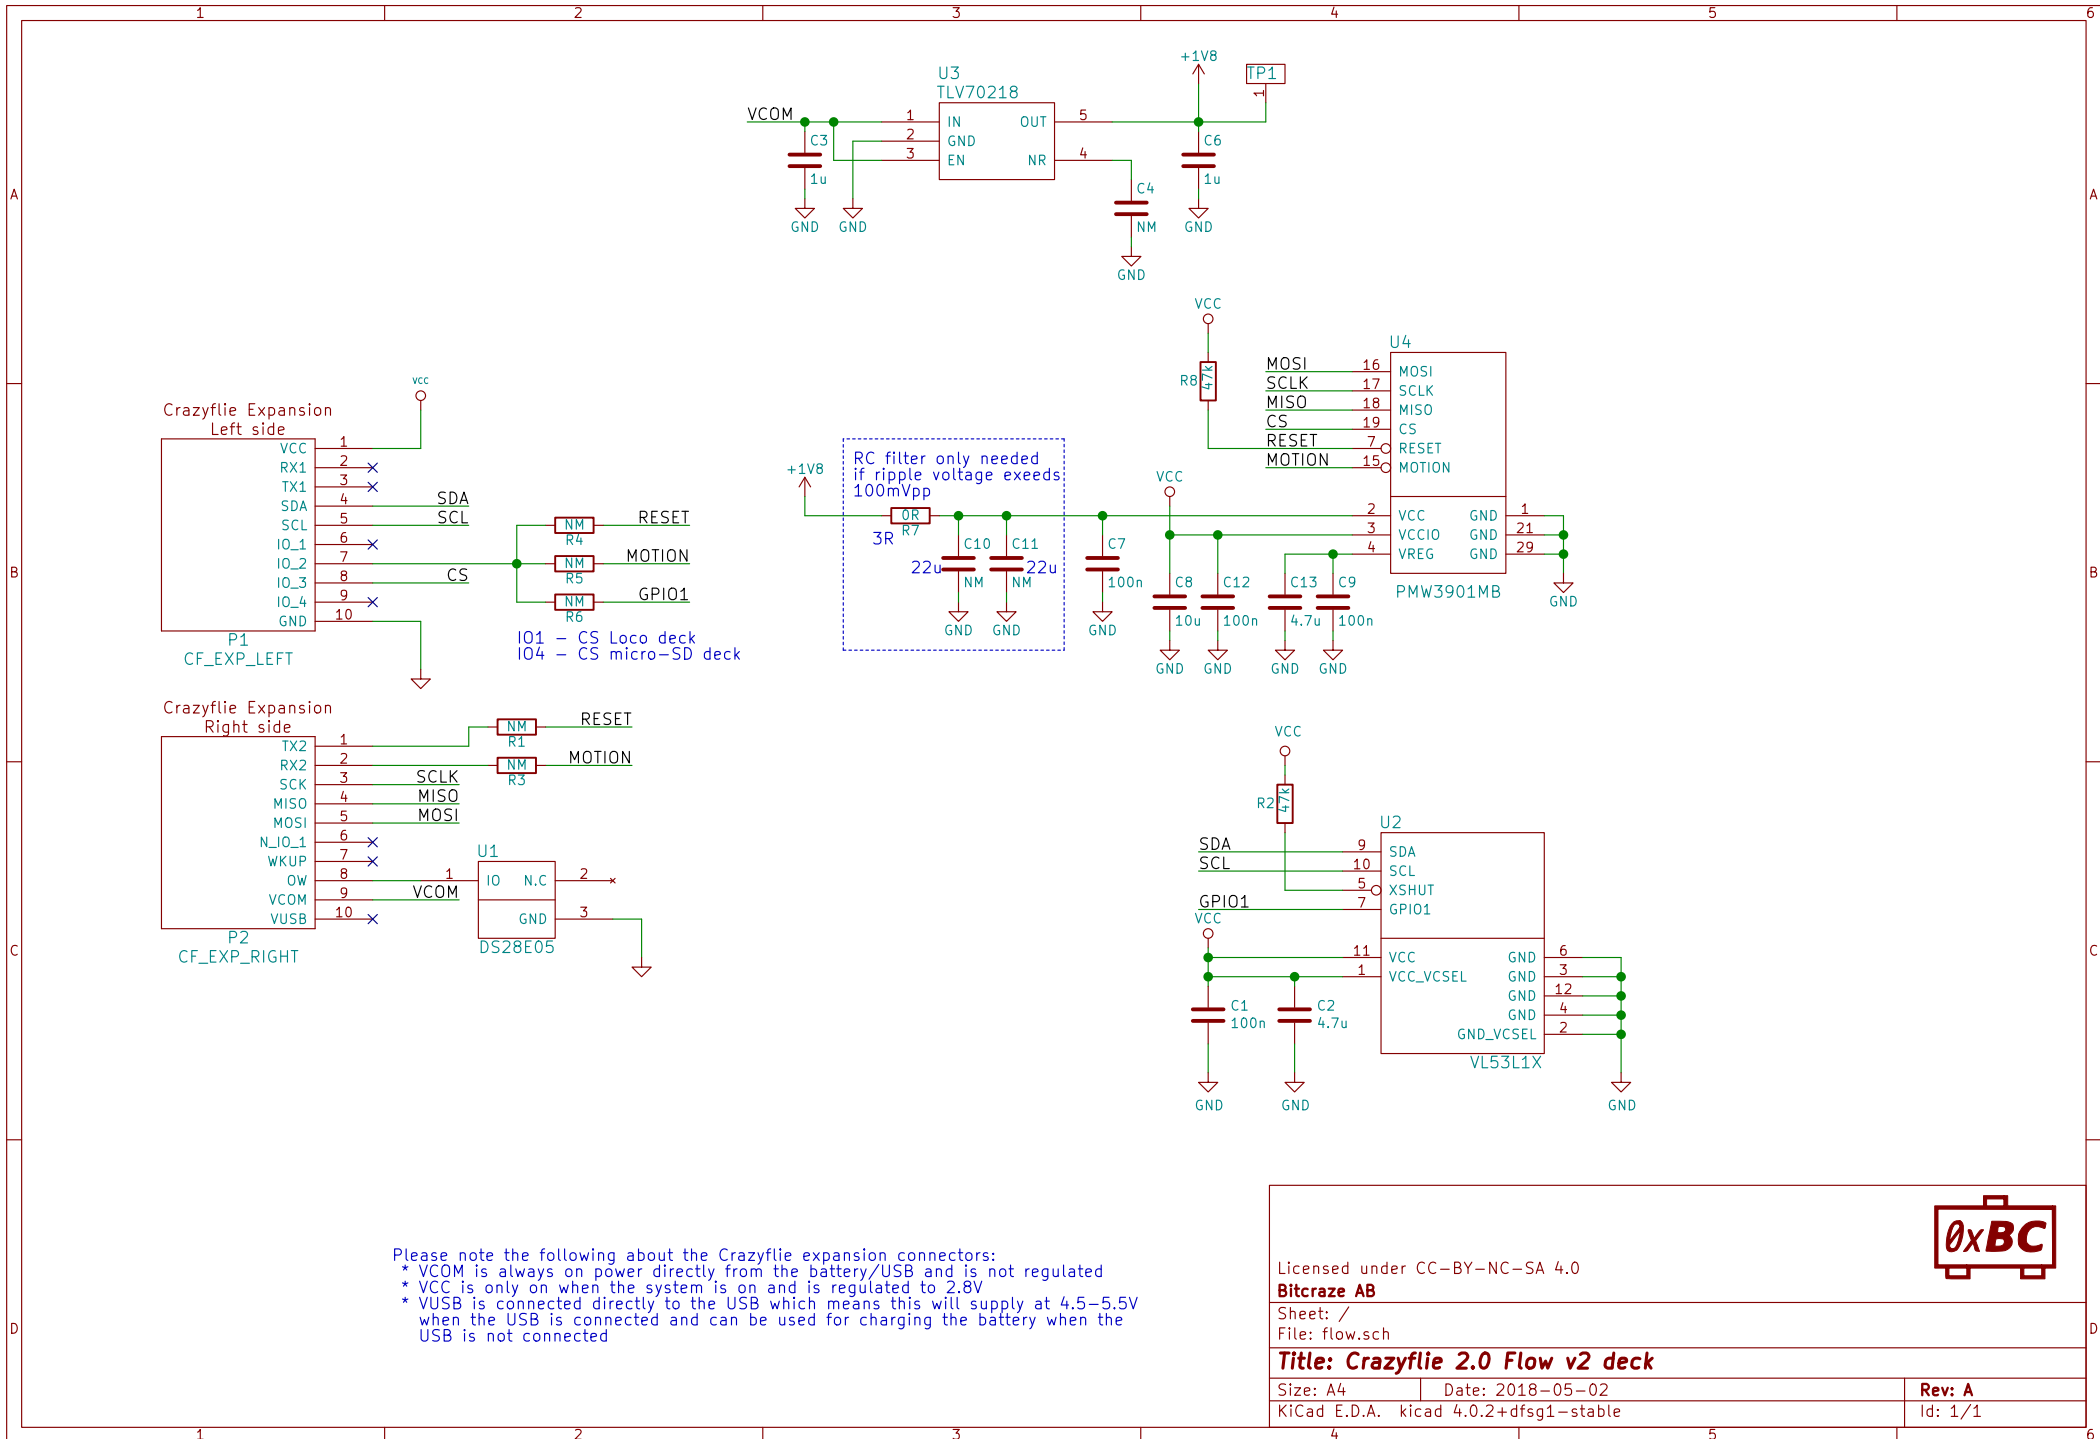 1 2 3 4 5 6
A
B
C
D
U3
TLV70218
VCOM
1 IN
2 GND
3 EN
OUT 5
NR 4
C3
1u
GND
GND
C4
NM
GND
+1V8
TP1
1
C6
1u
GND
Crazyflie Expansion
Left side
VCC 1
RX1 2
TX1 3
SDA 4
SCL 5
IO_1 6
IO_2 7
IO_3 8
IO_4 9
GND 10
P1
CF_EXP_LEFT
VCC
SDA
SCL
CS
NM
R4
RESET
NM
R5
MOTION
NM
R6
GPIO1
IO1 - CS Loco deck
IO4 - CS micro-SD deck
Crazyflie Expansion
Right side
TX2 1
RX2 2
SCK 3
MISO 4
MOSI 5
N_IO_1 6
WKUP 7
OW 8
VCOM 9
VUSB 10
P2
CF_EXP_RIGHT
NM
R1
RESET
NM
R3
MOTION
SCLK
MISO
MOSI
VCOM
U1
1 IO
N.C 2
GND 3
DS28E05
+1V8
RC filter only needed
if ripple voltage exeeds
100mVpp
0R
R7
3R
C10
22u
NM
GND
C11
22u
NM
GND
C7
100n
GND
VCC
C8
10u
GND
C12
100n
GND
C13
4.7u
GND
C9
100n
GND
VCC
R8
47k
U4
MOSI 16 MOSI
SCLK 17 SCLK
MISO 18 MISO
CS 19 CS
RESET 7 RESET
MOTION 15 MOTION
2 VCC
3 VCCIO
4 VREG
GND 1
GND 21
GND 29
PMW3901MB
GND
VCC
R2
47k
U2
SDA 9 SDA
SCL 10 SCL
5 XSHUT
GPIO1 7 GPIO1
VCC
11 VCC
1 VCC_VCSEL
GND 6
GND 3
GND 12
GND 4
GND_VCSEL 2
VL53L1X
C1
100n
GND
C2
4.7u
GND
GND
Please note the following about the Crazyflie expansion connectors:
* VCOM is always on power directly from the battery/USB and is not regulated
* VCC is only on when the system is on and is regulated to 2.8V
* VUSB is connected directly to the USB which means this will supply at 4.5-5.5V
when the USB is connected and can be used for charging the battery when the
USB is not connected
0xBC
Licensed under CC-BY-NC-SA 4.0
Bitcraze AB
Sheet: /
File: flow.sch
Title: Crazyflie 2.0 Flow v2 deck
Size: A4
Date: 2018-05-02
Rev: A
KiCad E.D.A. kicad 4.0.2+dfsg1-stable
Id: 1/1
A
B
C
D
1 2 3 4 5 6